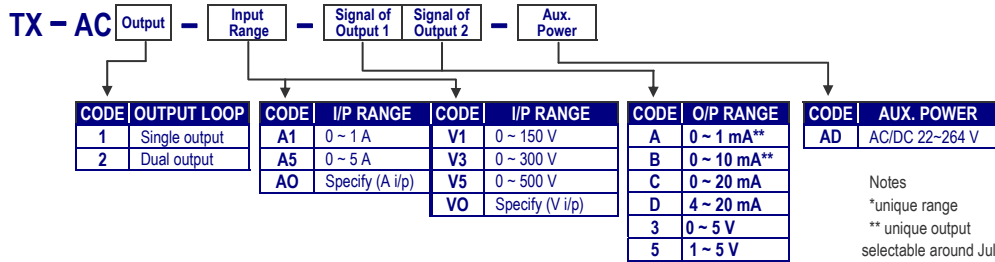 TX – AC Output – Input Range – Signal of Output 1 Signal of Output 2 – Aux. Power
CODE OUTPUT LOOP
1 Single output
2 Dual output
CODE I/P RANGE
A1 0 ~ 1 A
A5 0 ~ 5 A
AO Specify (A i/p)
CODE I/P RANGE
V1 0 ~ 150 V
V3 0 ~ 300 V
V5 0 ~ 500 V
VO Specify (V i/p)
CODE O/P RANGE
A 0 ~ 1 mA**
B 0 ~ 10 mA**
C 0 ~ 20 mA
D 4 ~ 20 mA
3 0 ~ 5 V
5 1 ~ 5 V
CODE AUX. POWER
AD AC/DC 22~264 V
Notes
*unique range
** unique output
selectable around Jul